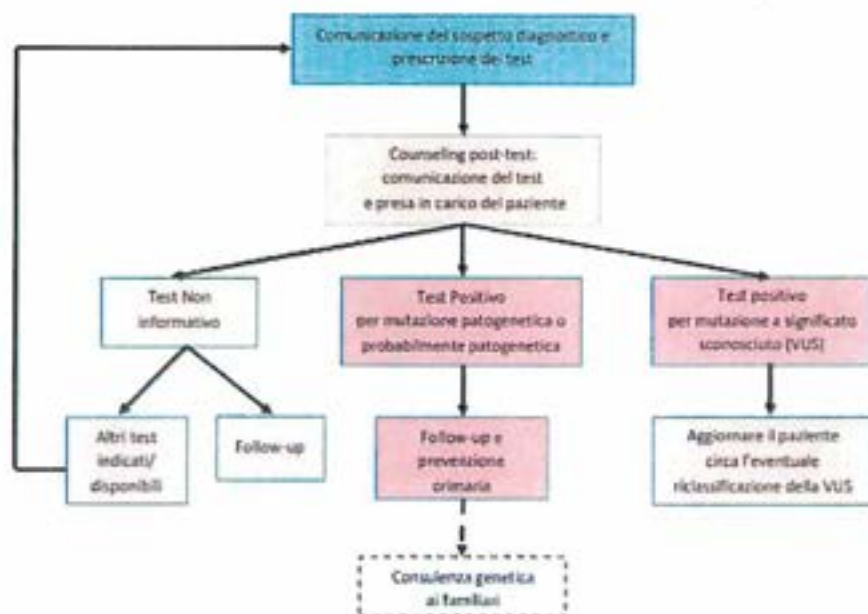 Comunicazione del sospetto diagnostico e
prescrizione dei test
Counseling post-test:
comunicazione del test
e presa in carico del paziente
Test Non
informativo
Test Positivo
per mutazione patogenetica o
probabilmente patogenetica
Test positivo
per mutazione a significato
sconosciuto (VUS)
Altri test
indicati/
disponibili
Follow-up
Follow-up e
prevenzione
primaria
Aggiornare il paziente
circa l'eventuale
riclassificazione della VUS
Consulenza genetica
ai familiari